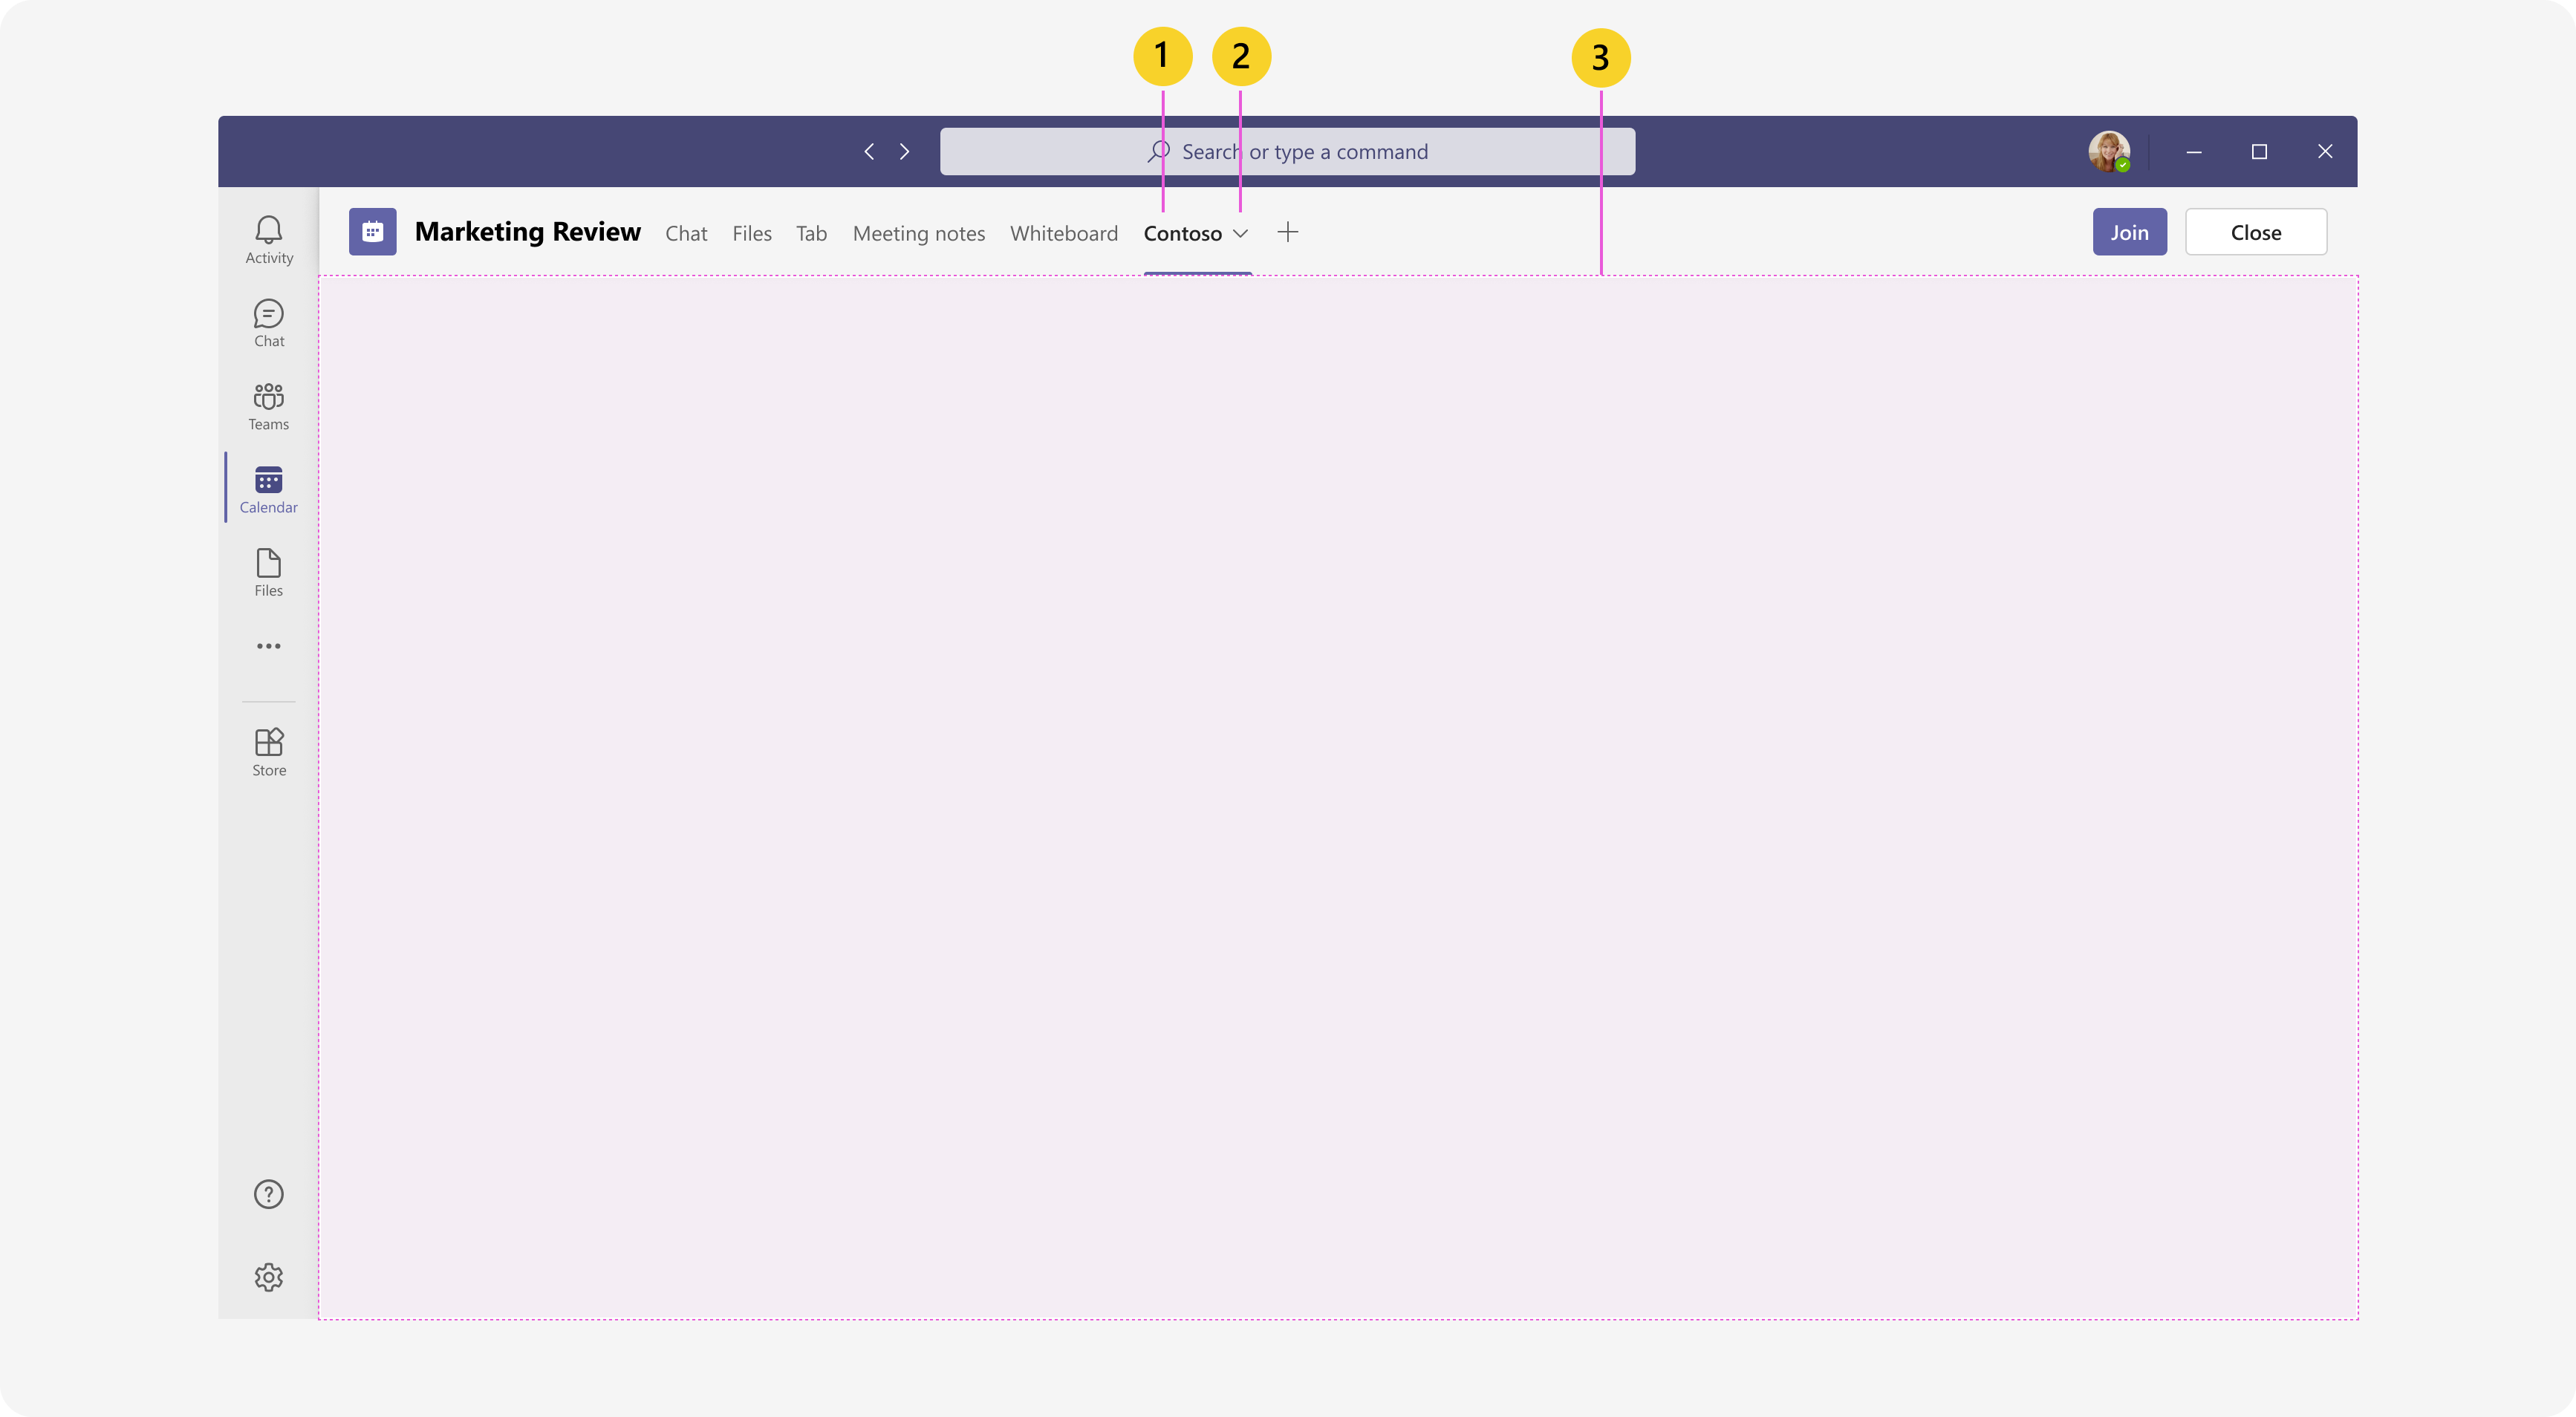 1 2 3
Search or type a command
Marketing Review Chat Files Tab Meeting notes Whiteboard Contoso Join Close
Activity
Chat
Teams
Calendar
Files
Store